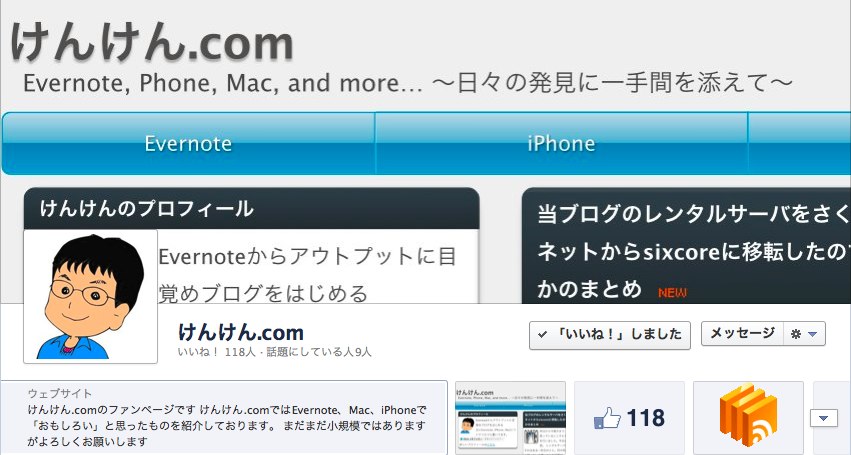 けんけん.com
Evernote, Phone, Mac, and more... ～日々の発見に一手間を添えて～
Evernote
iPhone
けんけんのプロフィール
Evernoteからアウトプットに目
覚めブログをはじめる
当ブログのレンタルサーバをさく
ネットからsixcoreに移転したので
かのまとめ NEW
けんけん.com
いいね！ 118人・話題にしている人9人
「いいね！」しました
メッセージ
ウェブサイト
けんけん.comのファンページです けんけん.comではEvernote、Mac、iPhoneで
「おもしろい」と思ったものを紹介しております。 まだまだ小規模ではあります
がよろしくお願いします
118